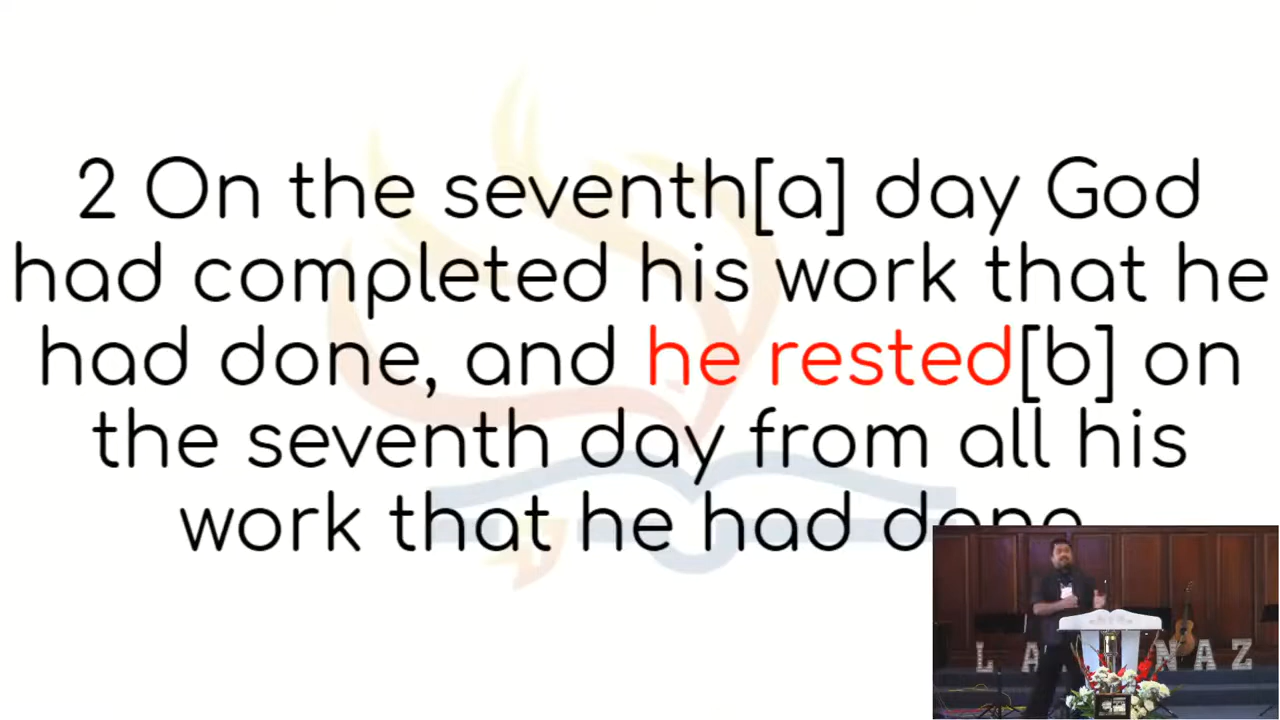 2 On the seventh[a] day God
had completed his work that he
had done, and he rested[b] on
the seventh day from all his
work that he had done
L A N A Z